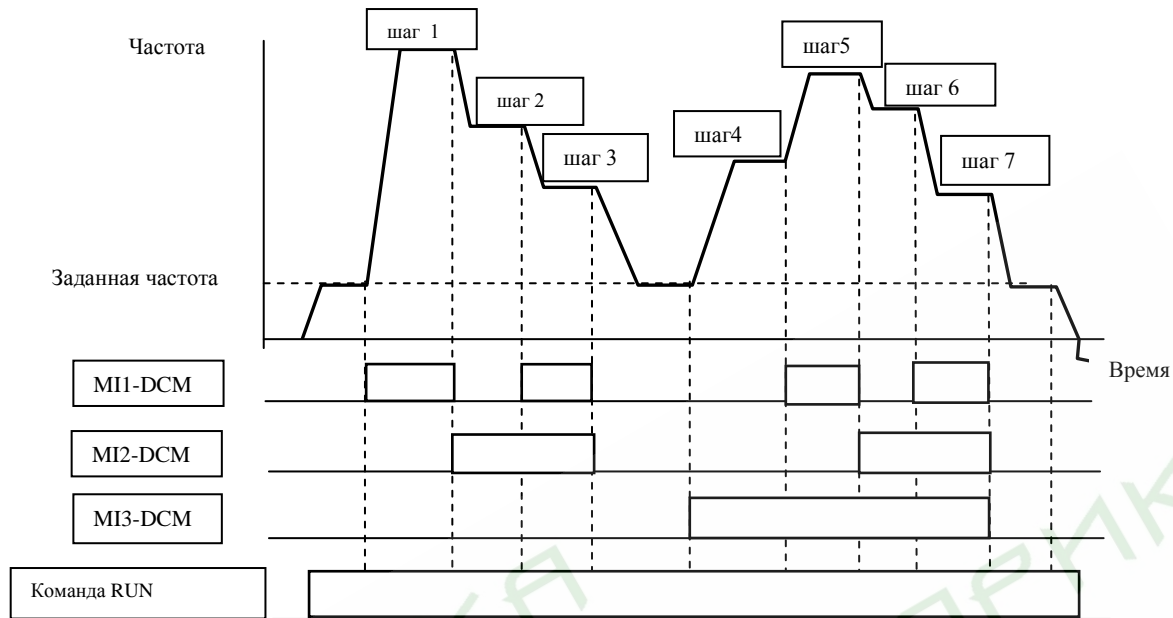 Частота
шаг 1
шаг 2
шаг 3
шаг4
шаг5
шаг 6
шаг 7
Заданная частота
Время
MI1-DCM
MI2-DCM
MI3-DCM
Команда RUN